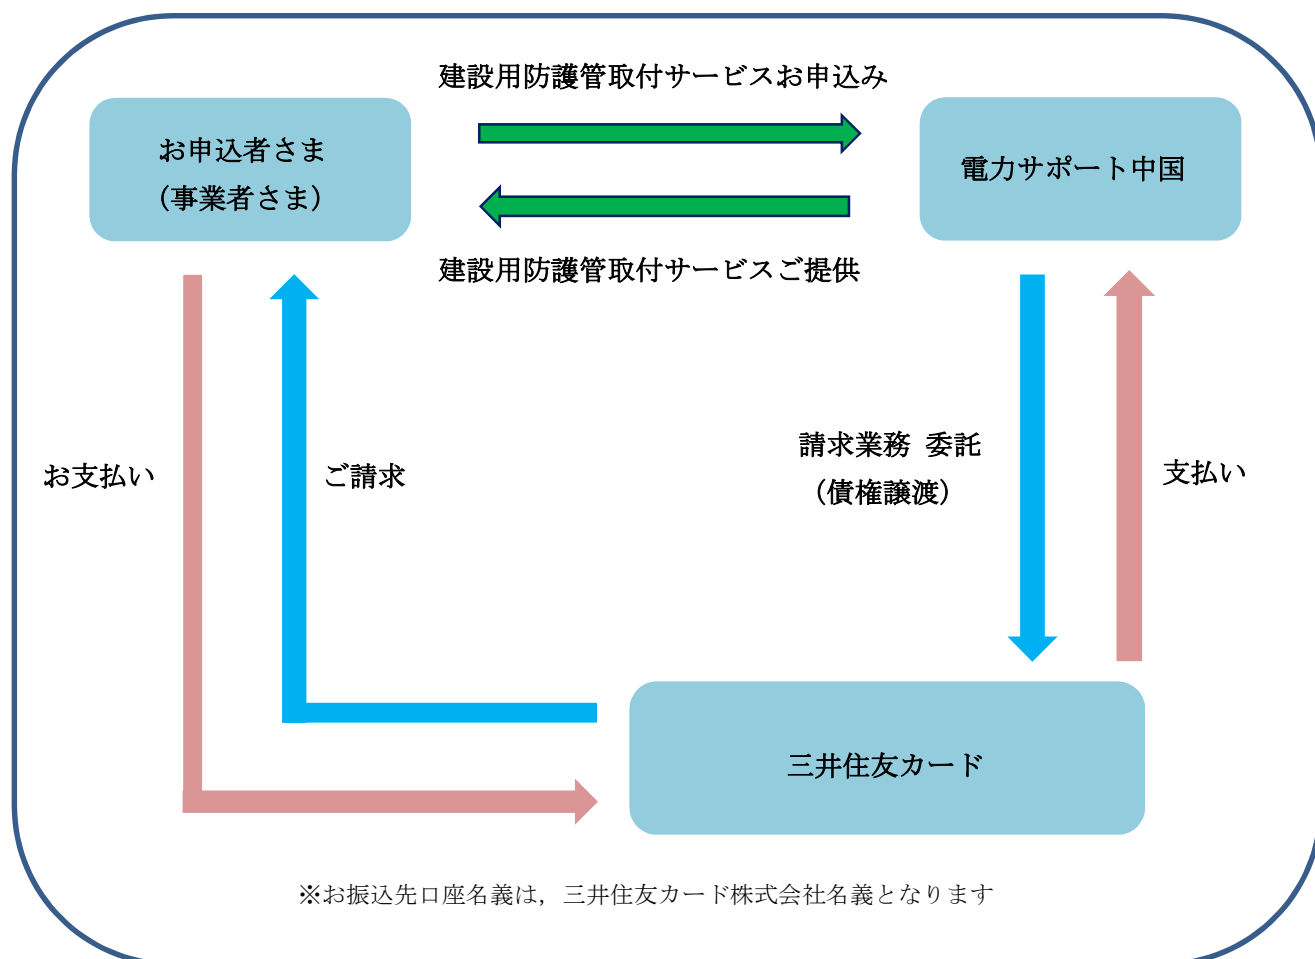 建設用防護管取付サービスお申込み
お申込者さま
（事業者さま）
電力サポート中国
建設用防護管取付サービスご提供
お支払い
ご請求
請求業務 委託
（債権譲渡）
支払い
三井住友カード
※お振込先口座名義は，三井住友カード株式会社名義となります